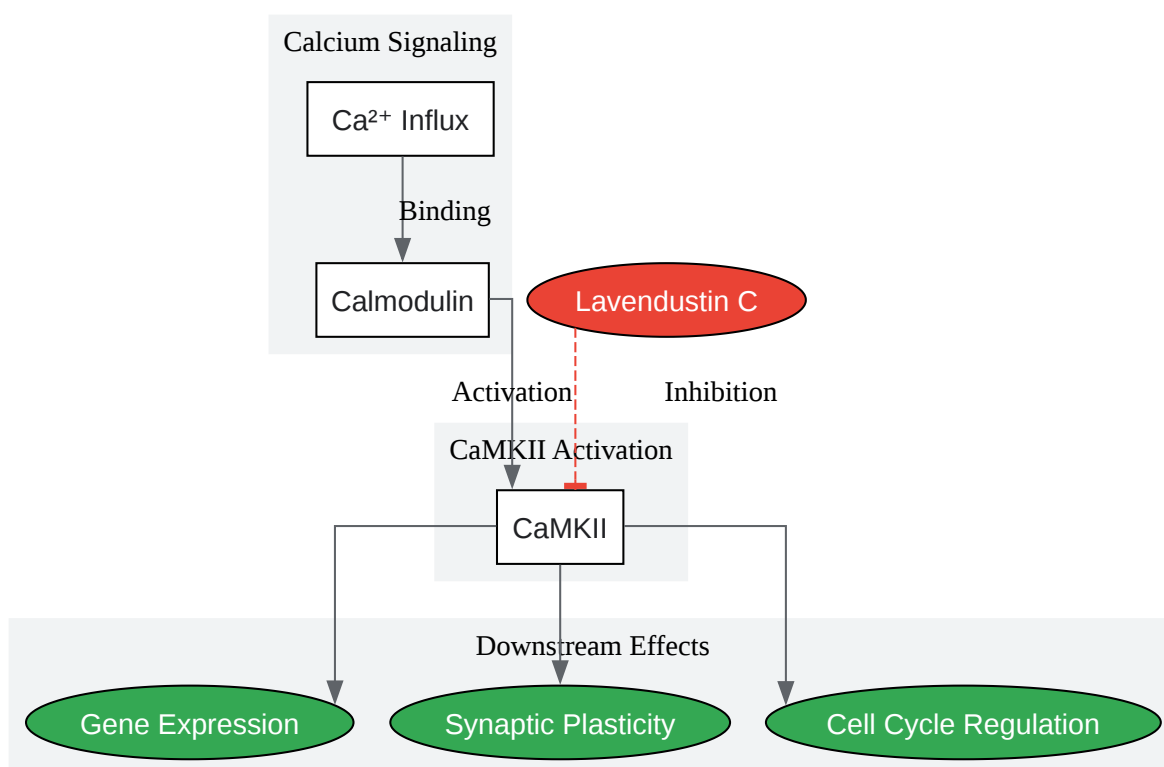 Calcium Signaling
Ca²⁺ Influx
Binding
Calmodulin
Lavendustin C
Activation
Inhibition
CaMKII Activation
CaMKII
Downstream Effects
Gene Expression
Synaptic Plasticity
Cell Cycle Regulation